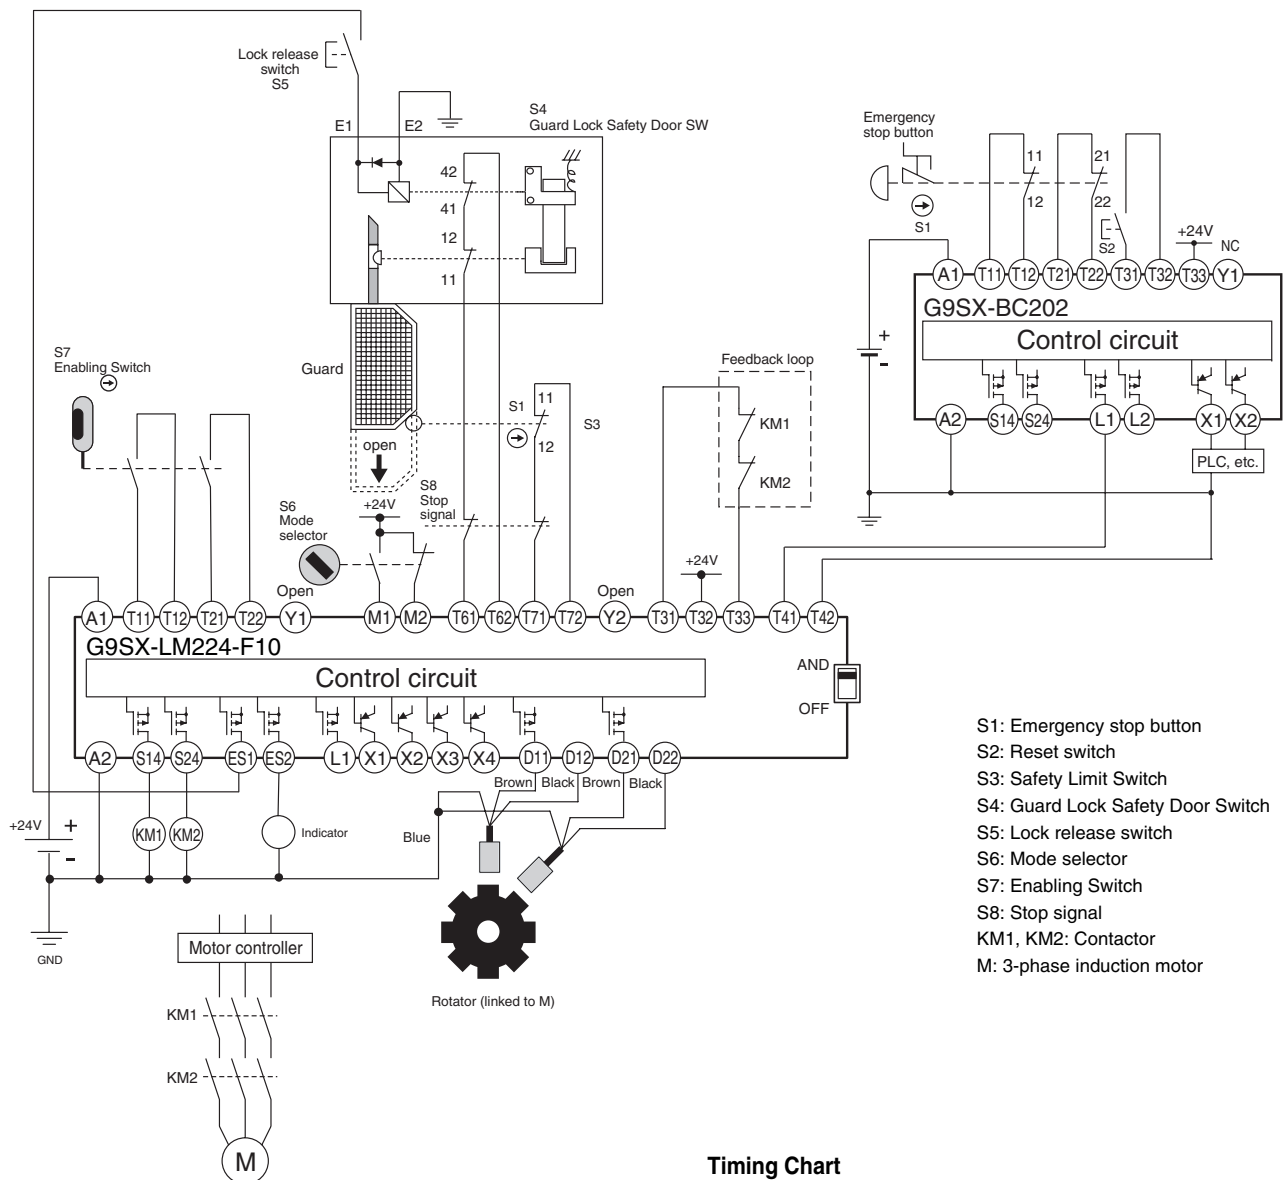 Lock release
switch
S5
E1
E2
S4
Guard Lock Safety Door SW
42
41
12
11
Emergency
stop button
S1
11
12
21
22
S2
+24V
NC
A1
T11
T12
T21
T22
T31
T32
T33
Y1
G9SX-BC202
Control circuit
+
-
A2
S14
S24
L1
L2
X1
X2
PLC, etc.
S7
Enabling Switch
Guard
open
S1
11
12
S3
Feedback loop
KM1
KM2
S6
Mode
selector
+24V
S8
Stop
signal
+24V
Open
Open
A1
T11
T12
T21
T22
Y1
M1
M2
T61
T62
T71
T72
Y2
T31
T32
T33
T41
T42
G9SX-LM224-F10
Control circuit
AND
OFF
A2
S14
S24
ES1
ES2
L1
X1
X2
X3
X4
D11
D12
D21
D22
Brown
Black
Brown
Black
+24V
+
-
KM1
KM2
Indicator
Blue
GND
Motor controller
KM1
KM2
M
Rotator (linked to M)
S1: Emergency stop button
S2: Reset switch
S3: Safety Limit Switch
S4: Guard Lock Safety Door Switch
S5: Lock release switch
S6: Mode selector
S7: Enabling Switch
S8: Stop signal
KM1, KM2: Contactor
M: 3-phase induction motor
Timing Chart